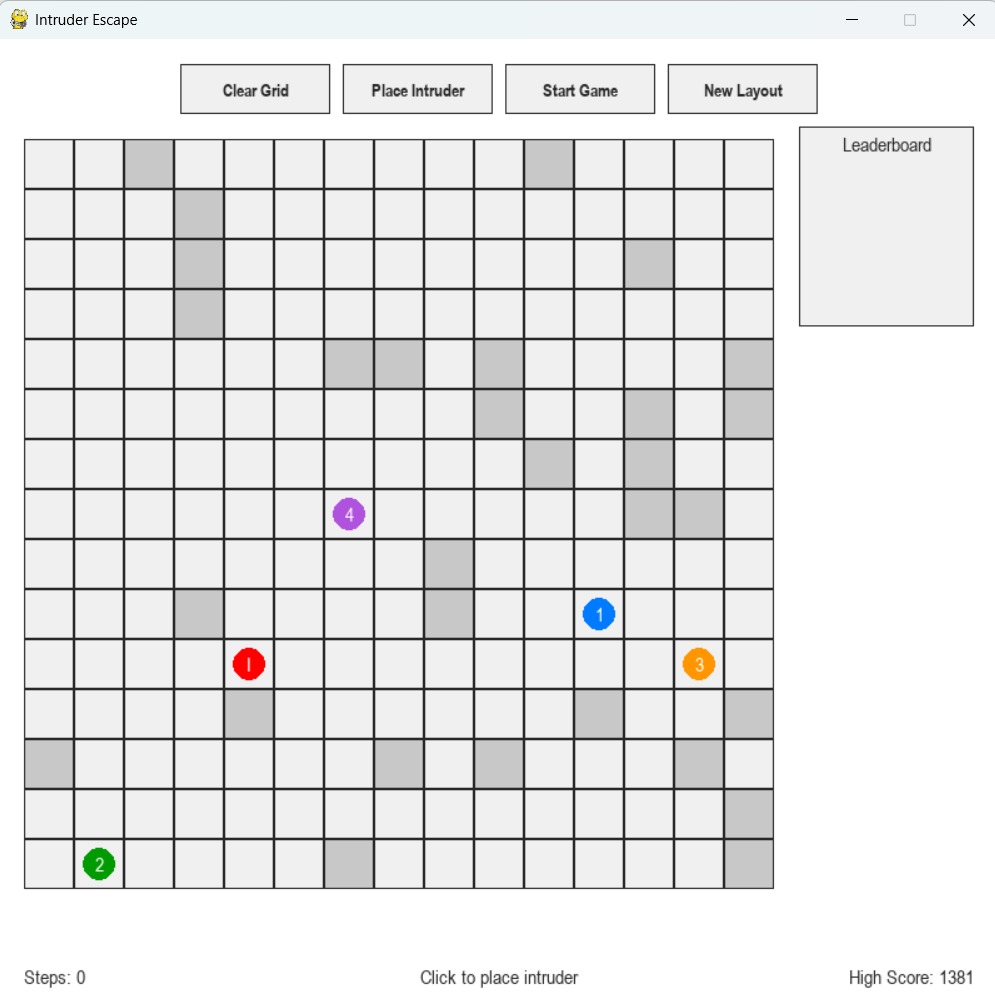 Intruder Escape
Clear Grid
Place Intruder
Start Game
New Layout
Leaderboard
4
1
I
3
2
Steps: 0
Click to place intruder
High Score: 1381